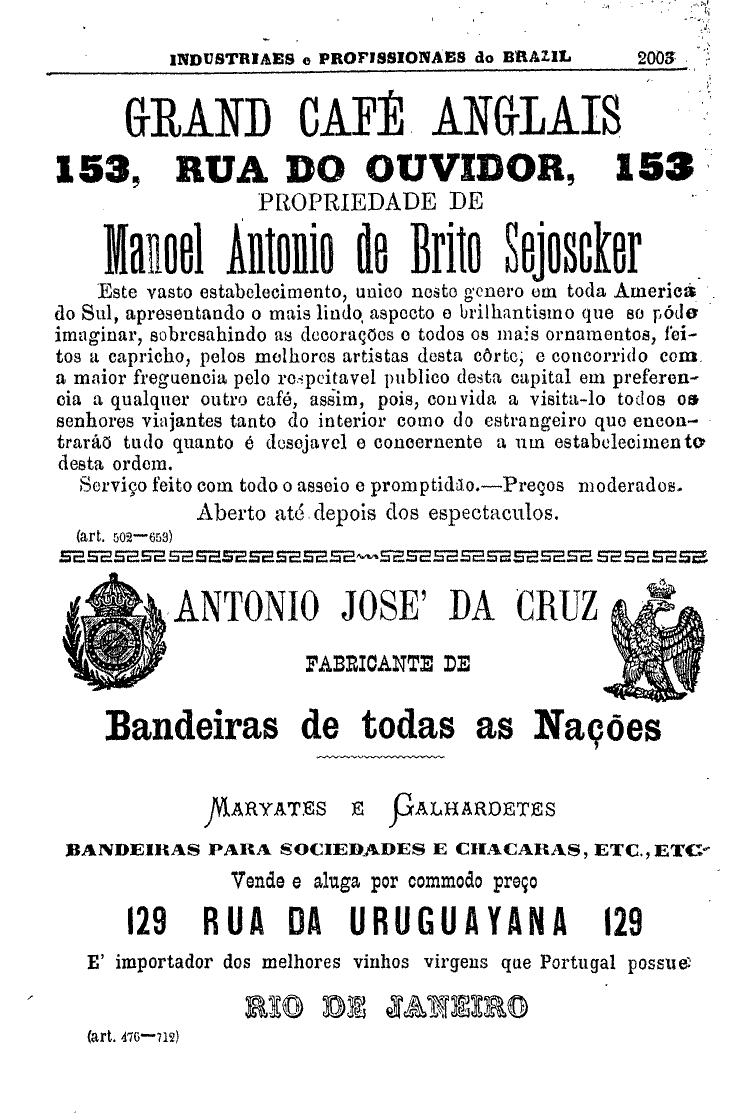 INDUSTRIAES e PROFISSIONAES do BRAZIL 2003
GRAND CAFÉ ANGLAIS
153, RUA DO OUVIDOR, 153
PROPRIEDADE DE
Manoel Antonio de Brito Sejoscker
Este vasto estabelecimento, unico neste genero em toda America
do Sul, apresentando o mais lindo aspecto e brilhantismo que se póde
imaginar, sobresahindo as decorações e todos os mais ornamentos, fei-
tos a capricho, pelos melhores artistas desta côrte; e concorrido com
a maior freguencia pelo respeitavel publico desta capital em preferen-
cia a qualquer outro café, assim, pois, convida a visita-lo todos os
senhores viajantes tanto do interior como do estrangeiro que encon-
traráõ tudo quanto é desejavel e concernente a um estabelecimento
desta ordem.
Serviço feito com todo o asseio e promptidão.—Preços moderados.
Aberto até depois dos espectaculos.
(art. 502—653)
ANTONIO JOSE' DA CRUZ
FABRICANTE DE
Bandeiras de todas as Nações
MARYATES E GALHARDETES
BANDEIRAS PARA SOCIEDADES E CHACARAS, ETC., ETC.
Vende e aluga por commodo preço
129 RUA DA URUGUAYANA 129
E' importador dos melhores vinhos virgens que Portugal possue
RIO DE JANEIRO
(art. 476—712)